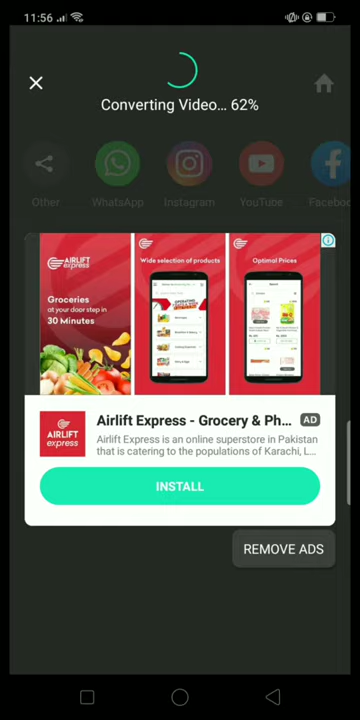 11:56
Converting Video... 62%
Other
WhatsApp
Instagram
YouTube
Faceboo
AIRLIFT
express
Groceries
at your door step in
30 Minutes
Wide selection of products
Optimal Prices
AIRLIFT
express
Airlift Express - Grocery & Ph...
AD
Airlift Express is an online superstore in Pakistan
that is catering to the populations of Karachi, L...
INSTALL
REMOVE ADS